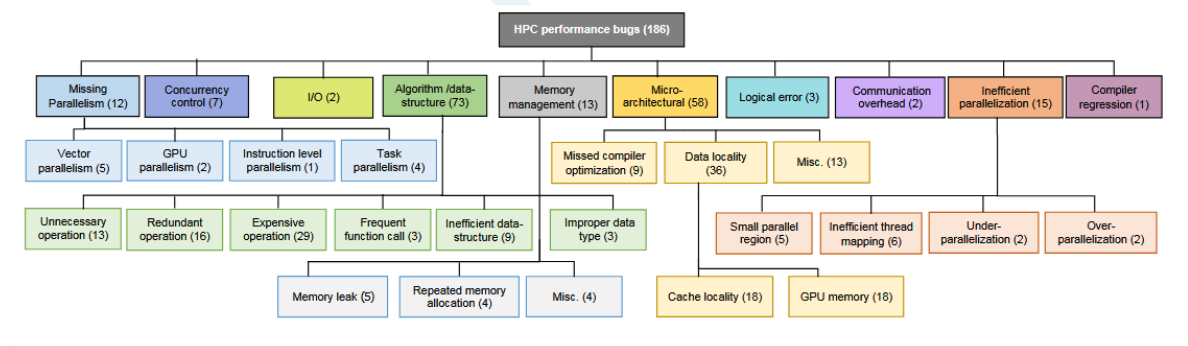 HPC performance bugs (186)
Missing
Parallelism (12)
Concurrency
control (7)
I/O (2)
Algorithm /data-
structure (73)
Memory
management (13)
Micro-
architectural (58)
Logical error (3)
Communication
overhead (2)
Inefficient
parallelization (15)
Compiler
regression (1)
Vector
parallelism (5)
GPU
parallelism (2)
Instruction level
parallelism (1)
Task
parallelism (4)
Missed compiler
optimization (9)
Data locality
(36)
Misc. (13)
Unnecessary
operation (13)
Redundant
operation (16)
Expensive
operation (29)
Frequent
function call (3)
Inefficient data-
structure (9)
Improper data
type (3)
Small parallel
region (5)
Inefficient thread
mapping (6)
Under-
parallelization (2)
Over-
parallelization (2)
Memory leak (5)
Repeated memory
allocation (4)
Misc. (4)
Cache locality (18)
GPU memory (18)